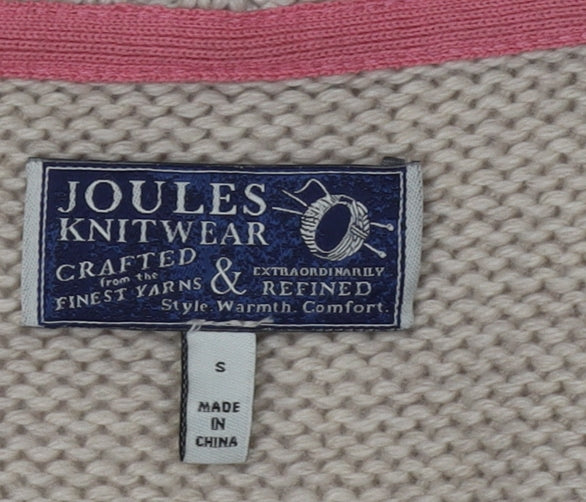 JOULES
KNITWEAR
CRAFTED
from the
FINEST YARNS
&
EXTRAORDINARILY
REFINED
Style. Warmth. Comfort.
S
MADE
IN
CHINA